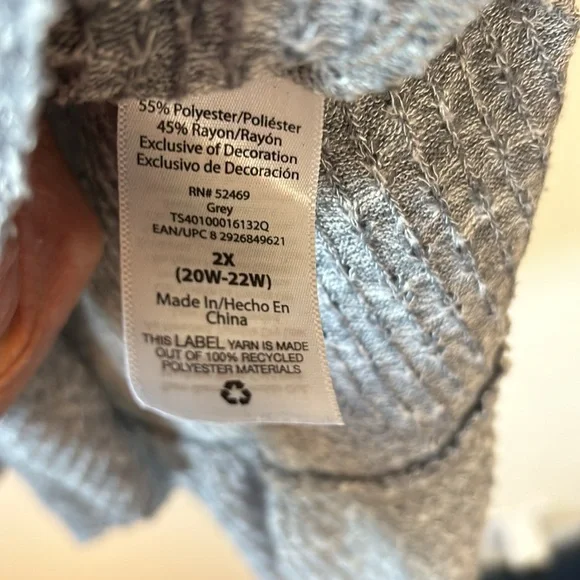 55% Polyester/Poliéster
45% Rayon/Rayón
Exclusive of Decoration
Exclusivo de Decoración
RN# 52469
Grey
TS40100016132Q
EAN/UPC 8 2926849621
2X
(20W-22W)
Made In/Hecho En
China
THIS LABEL YARN IS MADE
OUT OF 100% RECYCLED
POLYESTER MATERIALS